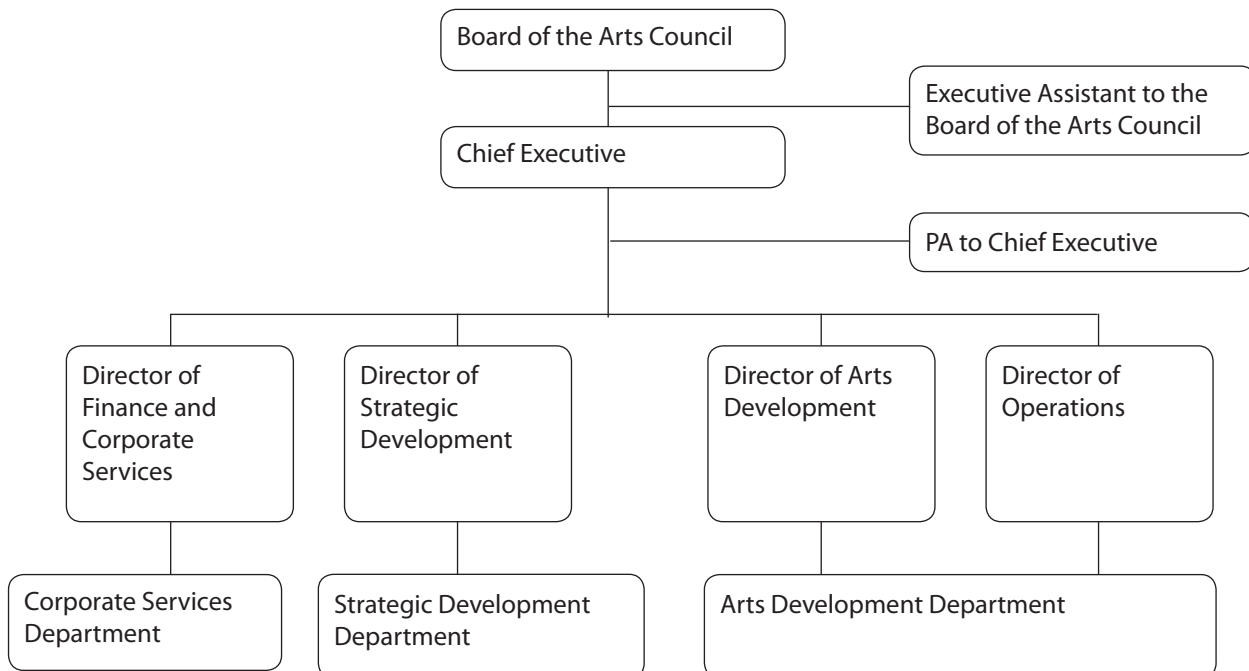 Board of the Arts Council
Executive Assistant to the
Board of the Arts Council
Chief Executive
PA to Chief Executive
Director of
Finance and
Corporate
Services
Director of
Strategic
Development
Director of Arts
Development
Director of
Operations
Corporate Services
Department
Strategic Development
Department
Arts Development Department